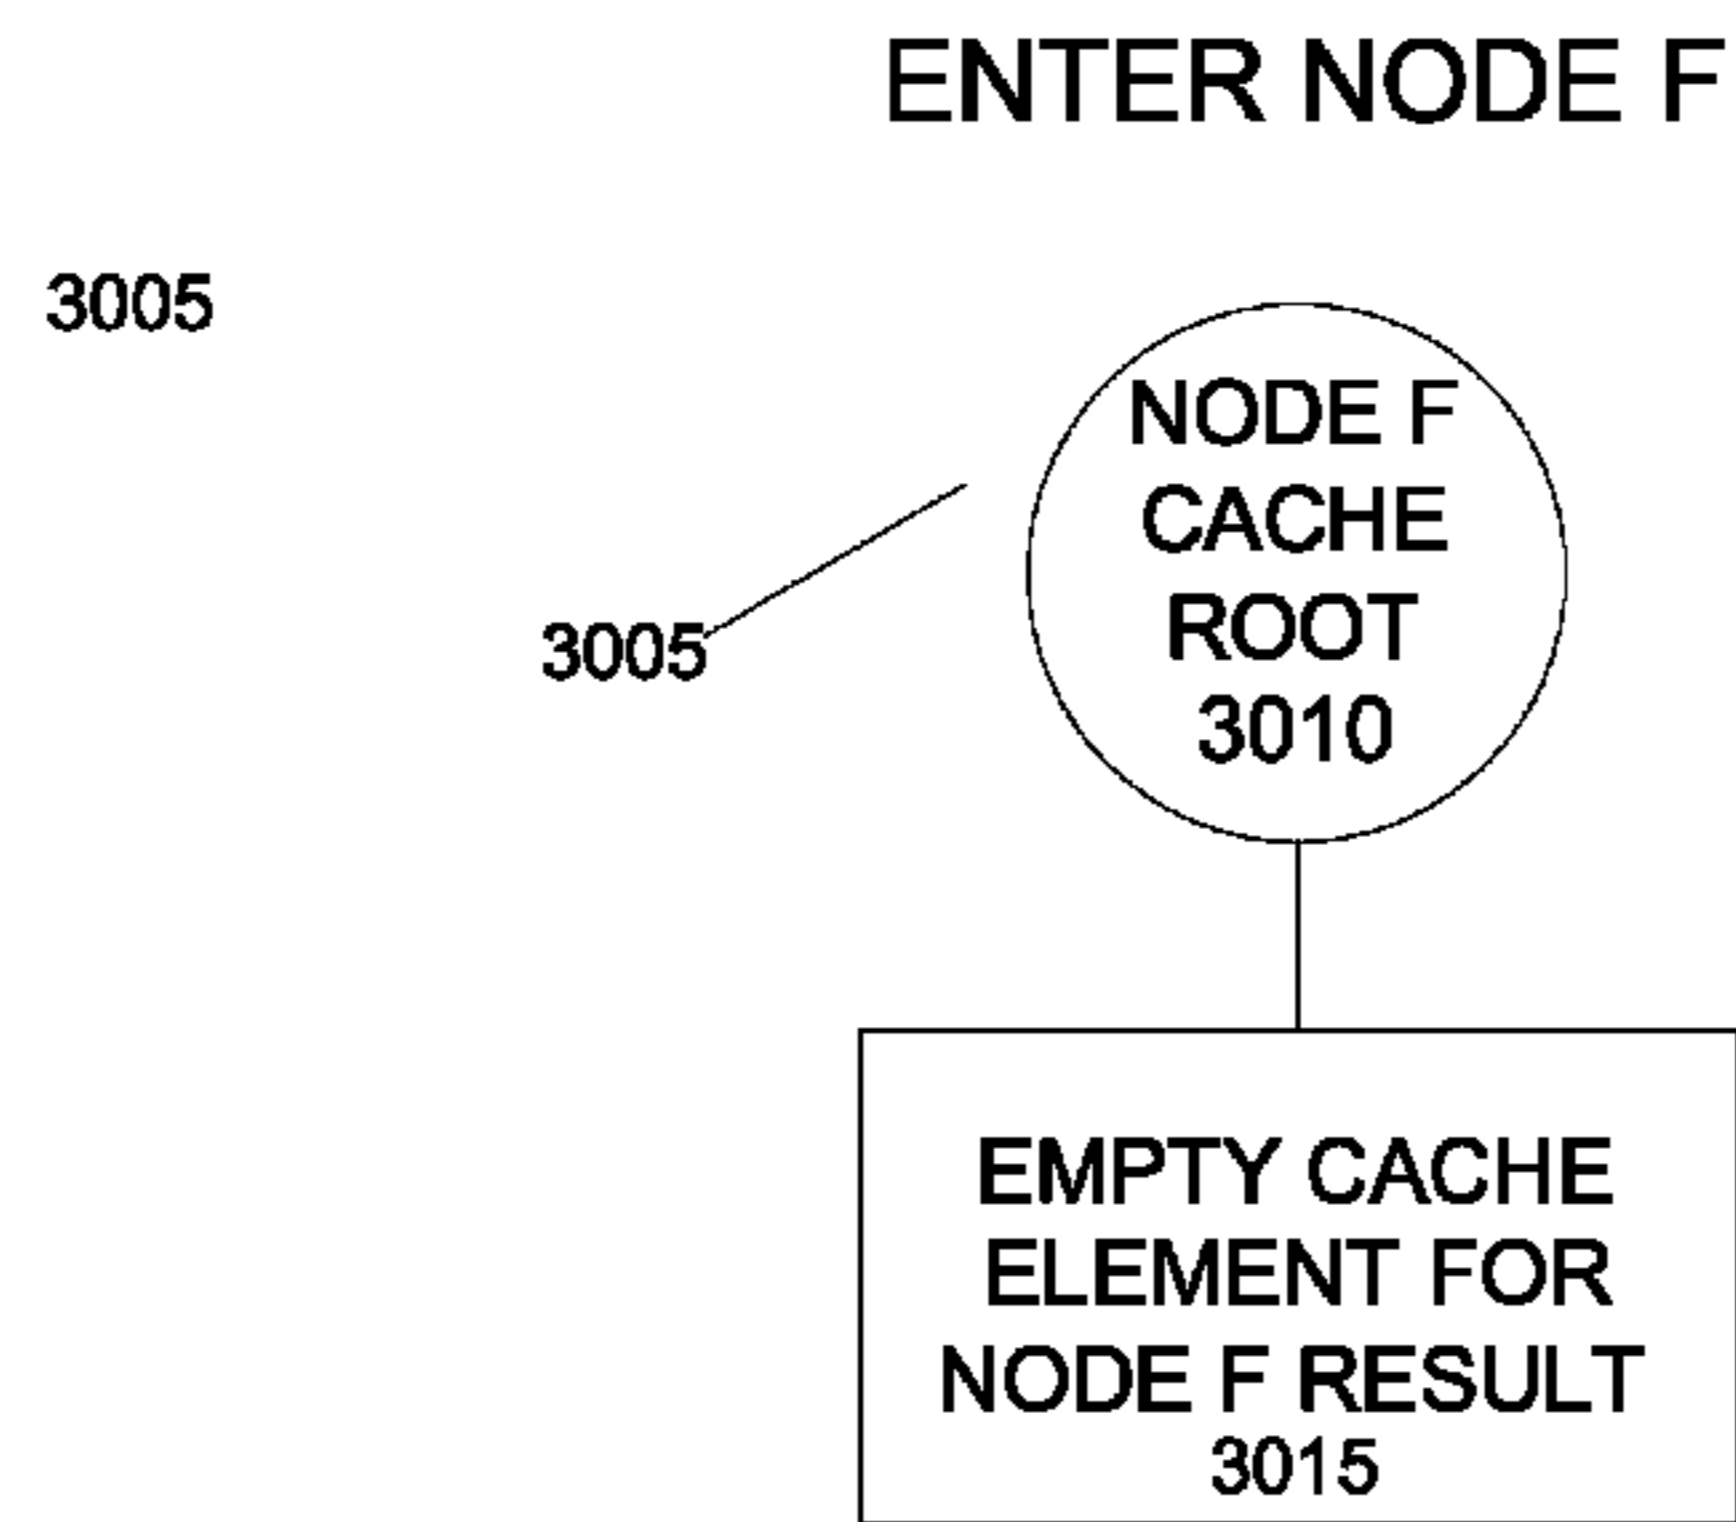 ENTER NODE F
3005
NODE F
CACHE
ROOT
3005
3010
EMPTY CACHE
ELEMENT FOR
NODE F RESULT
3015